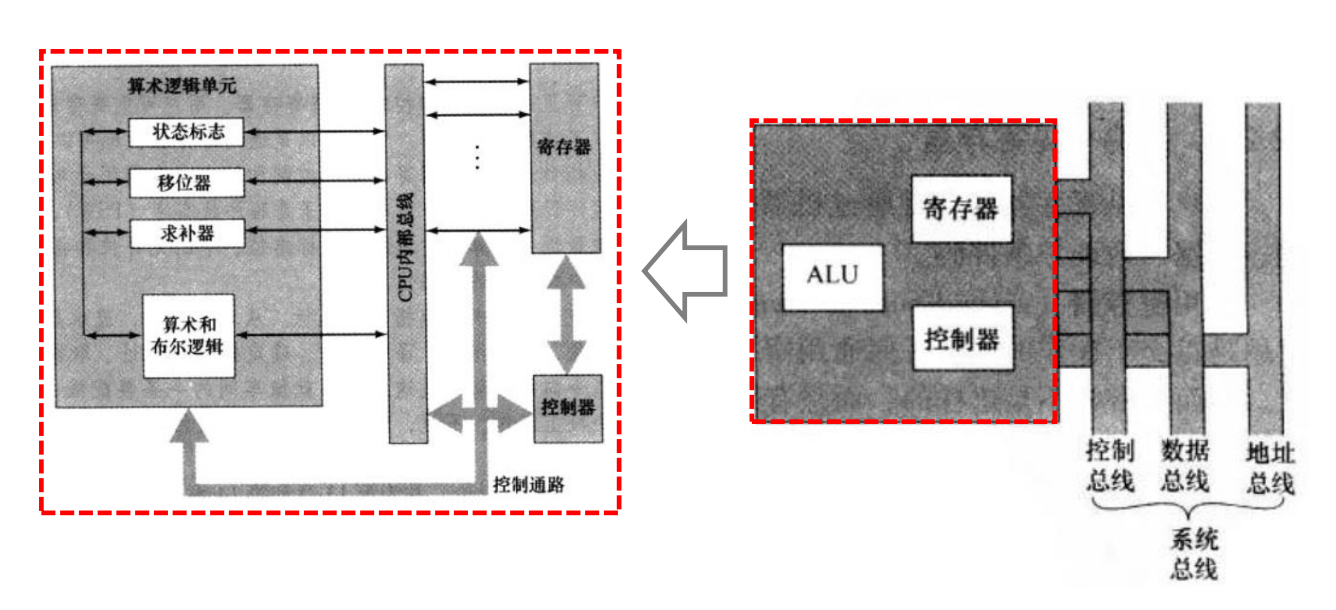 算术逻辑单元
状态标志
移位器
求补器
算术和
布尔逻辑
CPU内部总线
寄存器
控制器
控制通路
寄存器
ALU
控制器
控制
总线
数据
总线
地址
总线
系统
总线